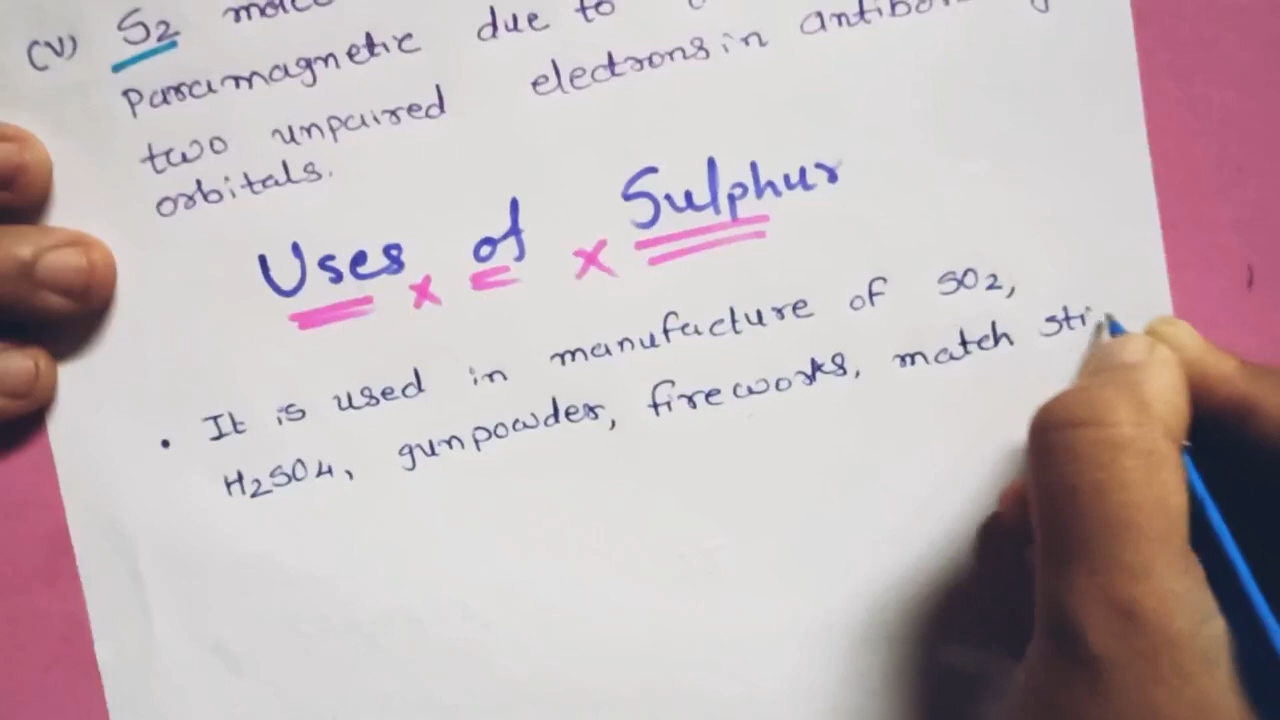 (V) S2
paramagnetic due to
two unpaired electrons in
orbitals.
Uses of Sulphur
• It is used in manufacture of SO2,
H2SO4, gunpowder, fireworks, match sti